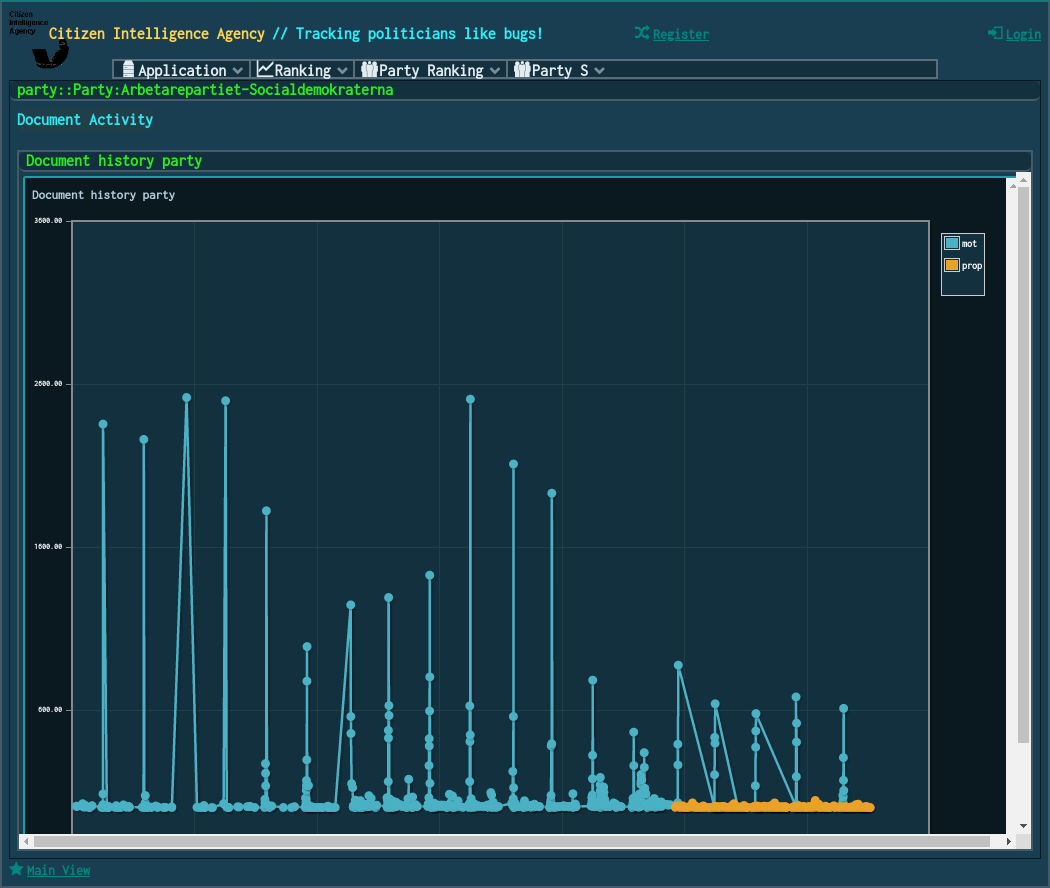 Citizen
Intelligence
Agency
Citizen Intelligence Agency // Tracking politicians like bugs!
Register
Login
Application
Ranking
Party Ranking
Party S
party::Party:Arbetarepartiet-Socialdemokraterna
Document Activity
Document history party
Document history party
3600.00
mot
prop
2600.00
1600.00
600.00
Main View